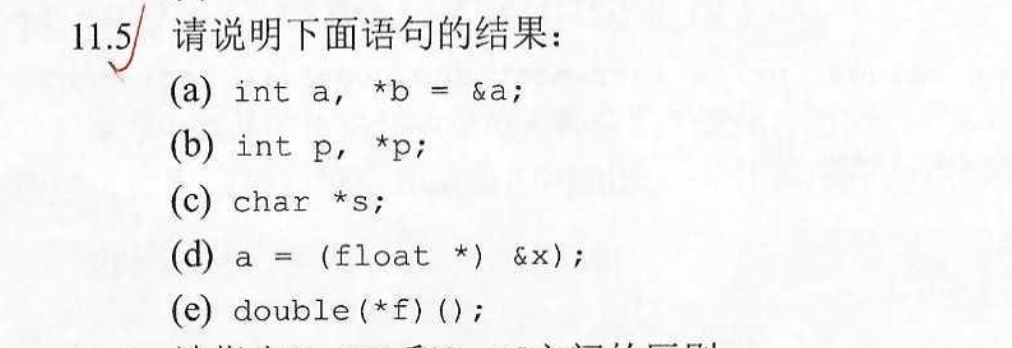 11.5 请说明下面语句的结果：
(a) int a, *b = &a;
(b) int p, *p;
(c) char *s;
(d) a = (float *) &x);
(e) double(*f)();